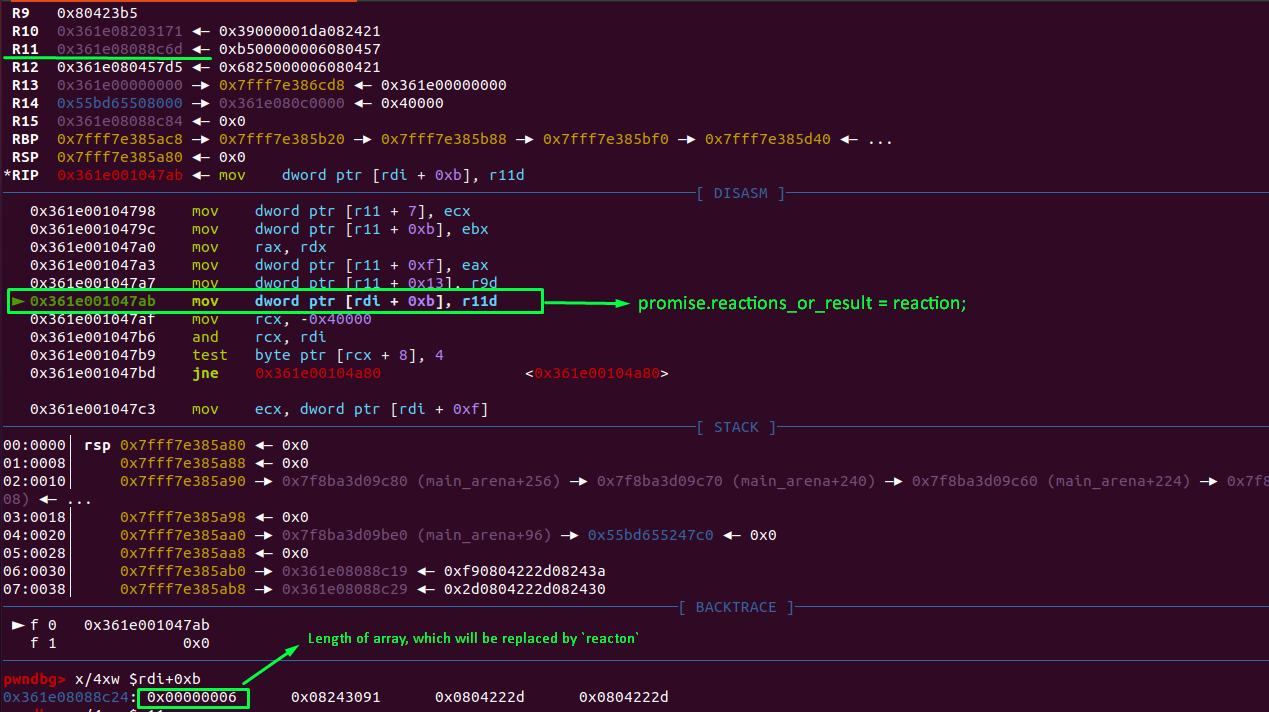 R9 0x80423b5
R10 0x361e08203171 ◂— 0x39000001da082421
R11 0x361e08088c6d ◂— 0xb500000006080457
R12 0x361e080457d5 ◂— 0x6825000006080421
R13 0x361e00000000 —▸ 0x7fff7e386cd8 ◂— 0x361e00000000
R14 0x55bd65508000 —▸ 0x361e080c0000 ◂— 0x40000
R15 0x361e08088c84 ◂— 0x0
RBP 0x7fff7e385ac8 —▸ 0x7fff7e385b20 —▸ 0x7fff7e385b88 —▸ 0x7fff7e385bf0 —▸ 0x7fff7e385d40 ◂— ...
RSP 0x7fff7e385a80 ◂— 0x0
*RIP 0x361e001047ab ◂— mov dword ptr [rdi + 0xb], r11d
[ DISASM ]
0x361e00104798 mov dword ptr [r11 + 7], ecx
0x361e0010479c mov dword ptr [r11 + 0xb], ebx
0x361e001047a0 mov rax, rdx
0x361e001047a3 mov dword ptr [r11 + 0xf], eax
0x361e001047a7 mov dword ptr [r11 + 0x13], r9d
► 0x361e001047ab mov dword ptr [rdi + 0xb], r11d promise.reactions_or_result = reaction;
0x361e001047af mov rcx, -0x40000
0x361e001047b6 and rcx, rdi
0x361e001047b9 test byte ptr [rcx + 8], 4
0x361e001047bd jne 0x361e00104a80 <0x361e00104a80>
0x361e001047c3 mov ecx, dword ptr [rdi + 0xf]
[ STACK ]
00:0000│ rsp 0x7fff7e385a80 ◂— 0x0
01:0008│ 0x7fff7e385a88 ◂— 0x0
02:0010│ 0x7fff7e385a90 —▸ 0x7f8ba3d09c80 (main_arena+256) —▸ 0x7f8ba3d09c70 (main_arena+240) —▸ 0x7f8ba3d09c60 (main_arena+224) —▸ 0x7f8
08) ◂— ...
03:0018│ 0x7fff7e385a98 ◂— 0x0
04:0020│ 0x7fff7e385aa0 —▸ 0x7f8ba3d09be0 (main_arena+96) —▸ 0x55bd655247c0 ◂— 0x0
05:0028│ 0x7fff7e385aa8 ◂— 0x0
06:0030│ 0x7fff7e385ab0 —▸ 0x361e08088c19 ◂— 0xf90804222d08243a
07:0038│ 0x7fff7e385ab8 —▸ 0x361e08088c29 ◂— 0x2d0804222d082430
[ BACKTRACE ]
► f 0 0x361e001047ab
f 1 0x0
Length of array, which will be replaced by `reacton`
pwndbg> x/4xw $rdi+0xb
0x361e08088c24: 0x00000006 0x08243091 0x0804222d 0x0804222d